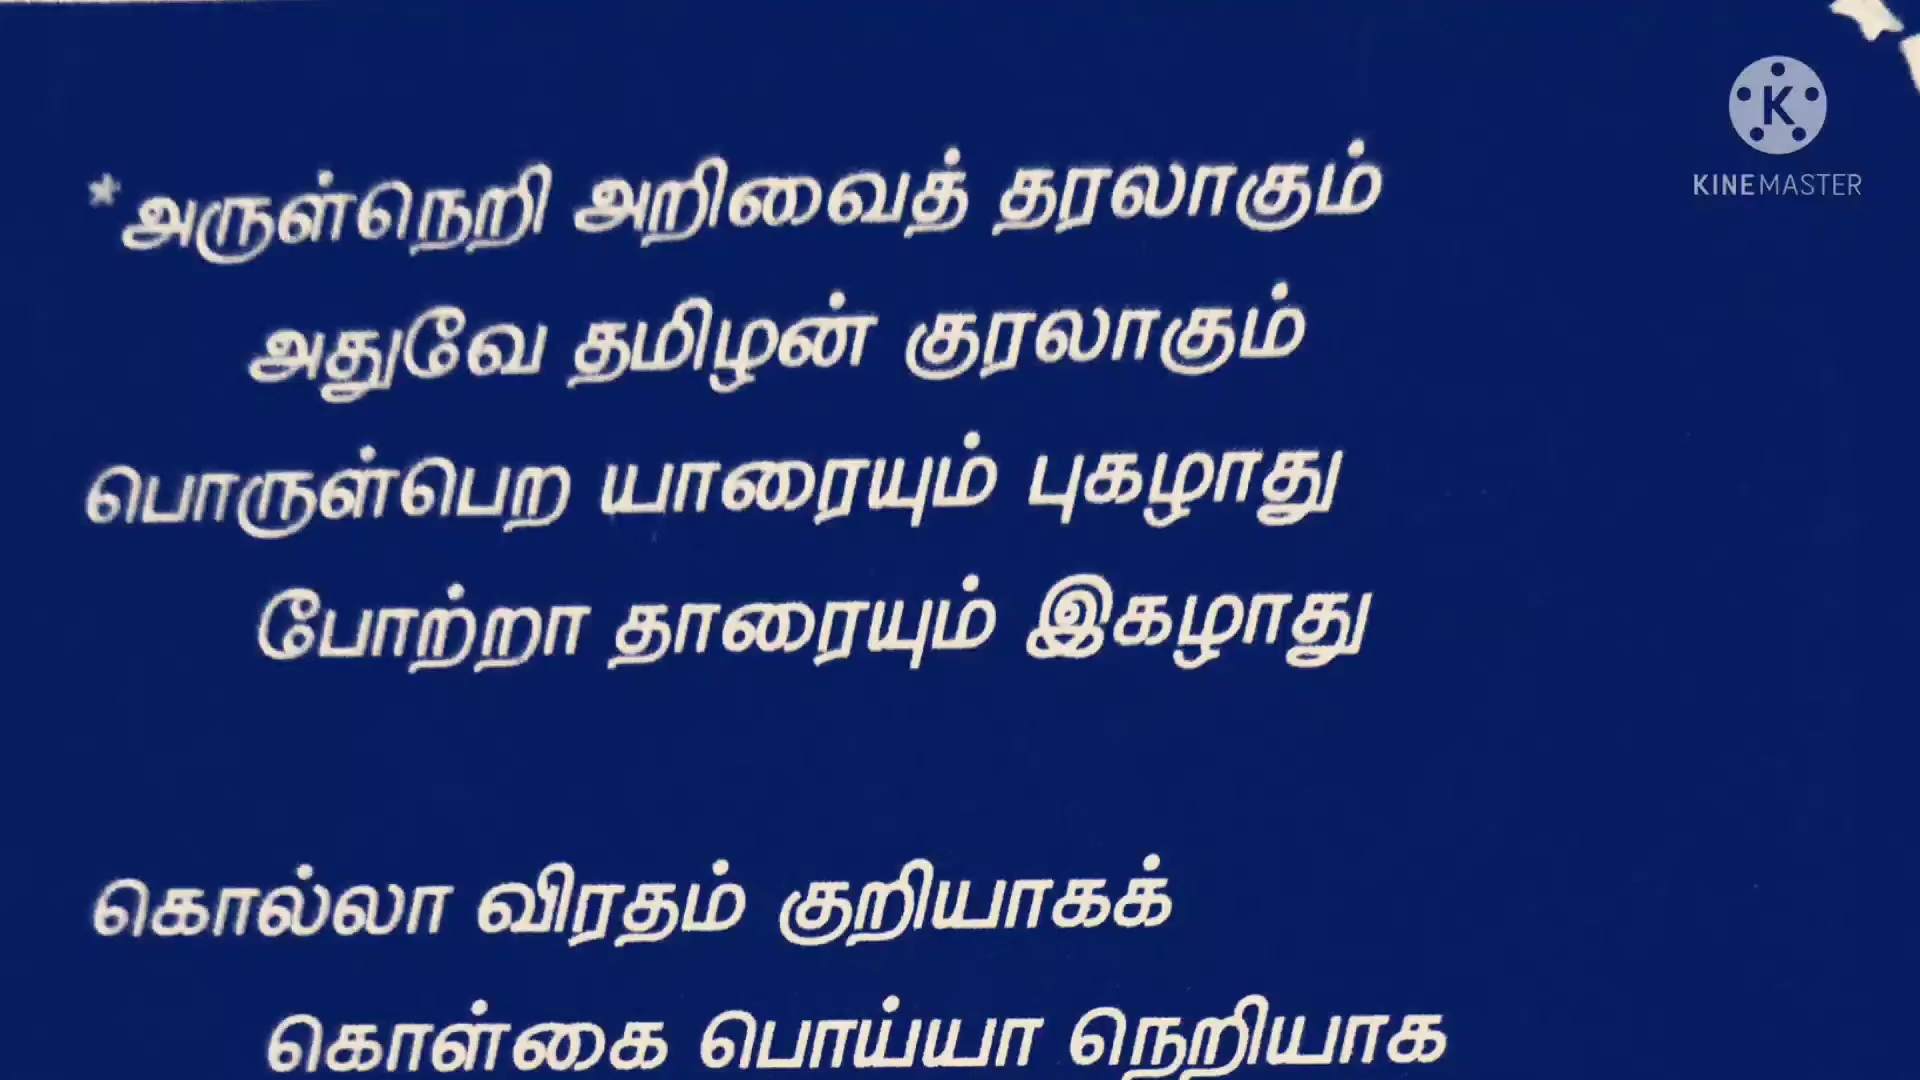 *அருள்நெறி அறிவைத் தரலாகும்
அதுவே தமிழன் குரலாகும்
பொருள்பெற யாரையும் புகழாது
போற்றா தாரையும் இகழாது
கொல்லா விரதம் குறியாகக்
கொள்கை பொய்யா நெறியாக
KINEMASTER